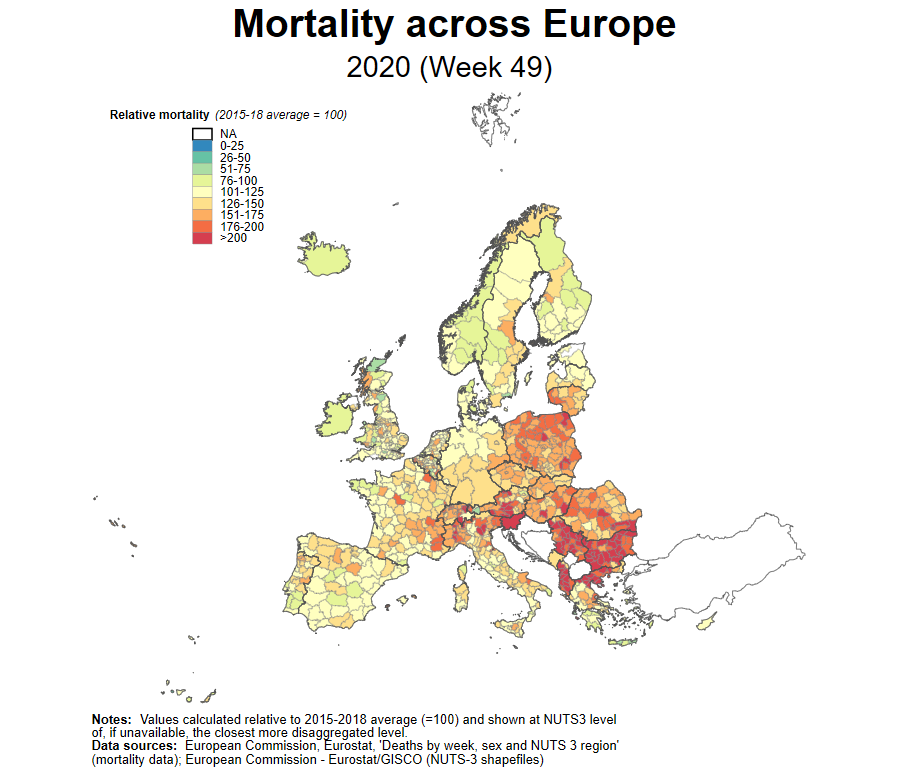 Mortality across Europe
2020 (Week 49)
Relative mortality (2015-18 average = 100)
NA
0-25
26-50
51-75
76-100
101-125
126-150
151-175
176-200
>200
Notes: Values calculated relative to 2015-2018 average (=100) and shown at NUTS3 level
of, if unavailable, the closest more disaggregated level.
Data sources: European Commission, Eurostat, 'Deaths by week, sex and NUTS 3 region'
(mortality data); European Commission - Eurostat/GISCO (NUTS-3 shapefiles)